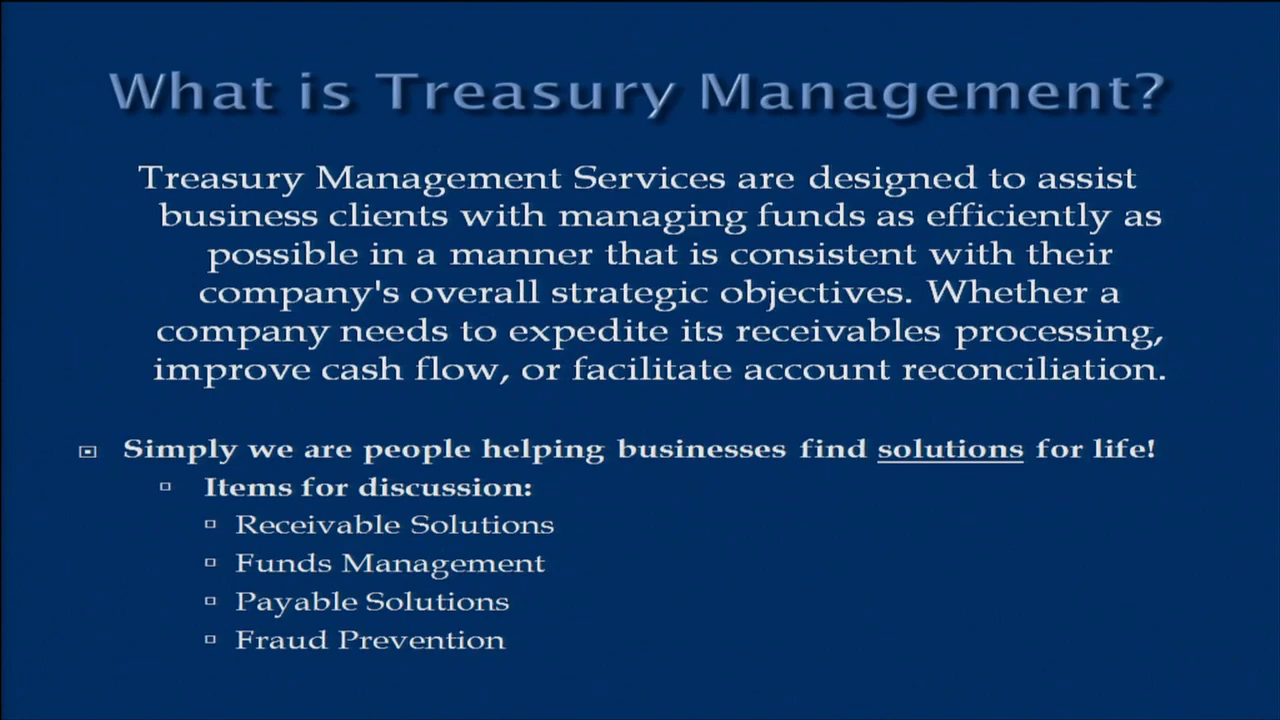 What is Treasury Management?
Treasury Management Services are designed to assist
business clients with managing funds as efficiently as
possible in a manner that is consistent with their
company's overall strategic objectives. Whether a
company needs to expedite its receivables processing,
improve cash flow, or facilitate account reconciliation.
Simply we are people helping businesses find solutions for life!
Items for discussion:
Receivable Solutions
Funds Management
Payable Solutions
Fraud Prevention